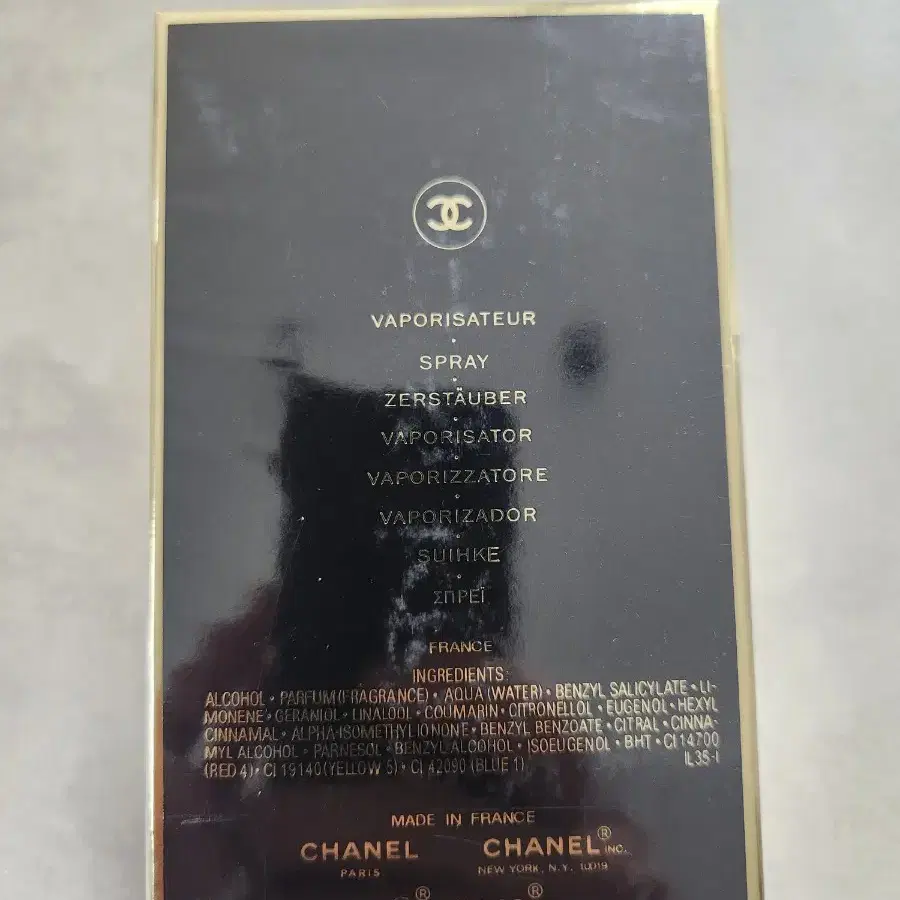 VAPORISATEUR
·
SPRAY
·
ZERSTÄUBER
·
VAPORISATOR
·
VAPORIZZATORE
·
VAPORIZADOR
·
SUIHKE
·
ΣΠΡΕΪ
·
FRANCE
INGREDIENTS:
ALCOHOL • PARFUM (FRAGRANCE) • AQUA (WATER) • BENZYL SALICYLATE • LI-
MONENE • GERANIOL • LINALOOL • COUMARIN • CITRONELLOL • EUGENOL • HEXYL
CINNAMAL • ALPHA-ISOMETHYL IONONE • BENZYL BENZOATE • CITRAL • CINNA-
MYL ALCOHOL • FARNESOL • BENZYL ALCOHOL • ISOEUGENOL • BHT • CI 14700
(RED 4) • CI 19140 (YELLOW 5) • CI 42090 (BLUE 1)
IL35-1
MADE IN FRANCE
CHANEL
PARIS
CHANEL® INC.
NEW YORK, N.Y. 10019
® ®